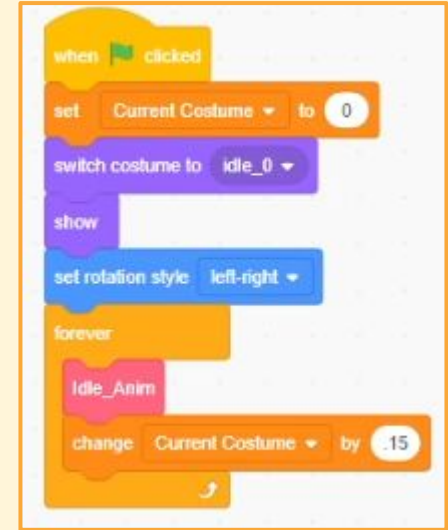 when clicked
set Current Costume to 0
switch costume to idle_0
show
set rotation style left-right
forever
Idle_Anim
change Current Costume by .15